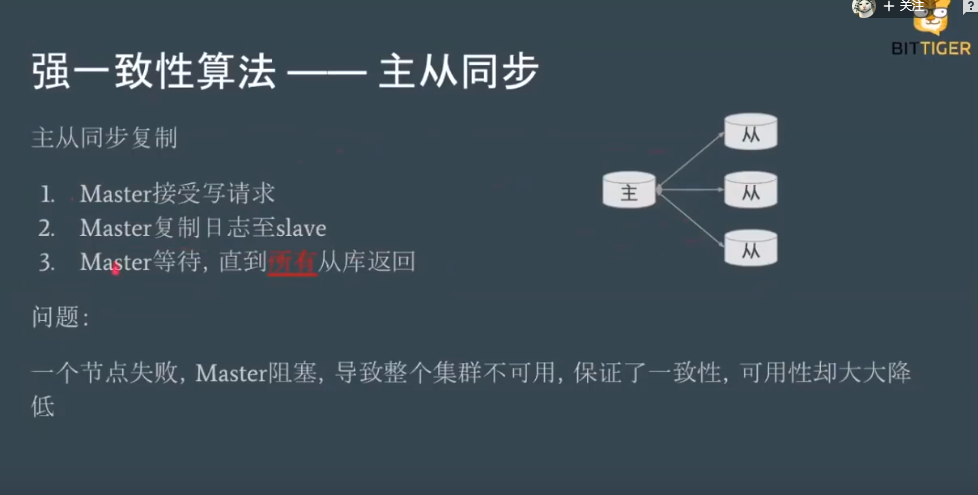 + 关注
?
BITTIGER
强一致性算法 —— 主从同步
主从同步复制
1. Master接受写请求
2. Master复制日志至slave
3. Master等待, 直到所有从库返回
主
从
从
从
问题:
一个节点失败, Master阻塞, 导致整个集群不可用, 保证了一致性, 可用性却大大降
低